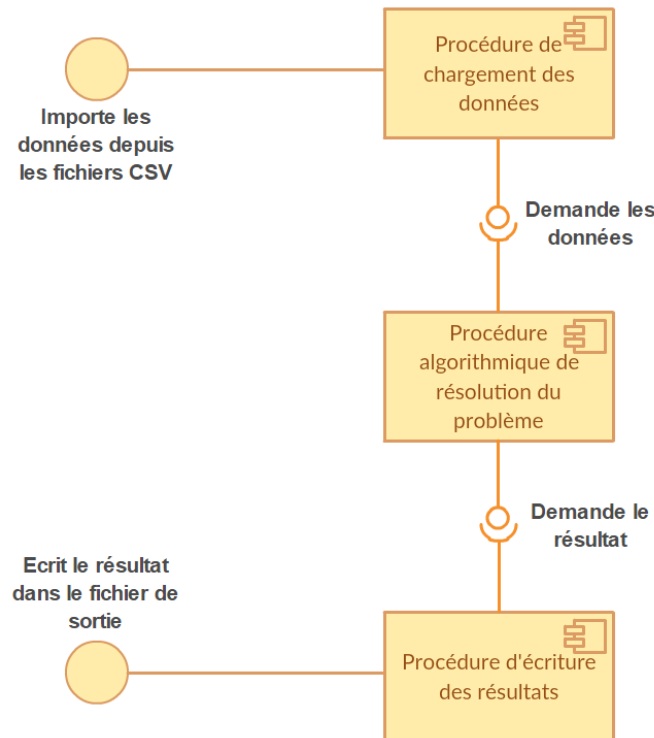 Procédure de
chargement des
données
Importe les
données depuis
les fichiers CSV
Demande les
données
Procédure
algorithmique de
résolution du
problème
Demande le
résultat
Ecrit le résultat
dans le fichier de
sortie
Procédure d'écriture
des résultats